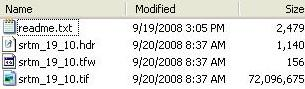 Name Modified Size
readme.txt 9/19/2008 3:05 PM 2,479
srtm_19_10.hdr 9/20/2008 8:37 AM 1,140
srtm_19_10.tfw 9/20/2008 8:37 AM 156
srtm_19_10.tif 9/20/2008 8:37 AM 72,096,675